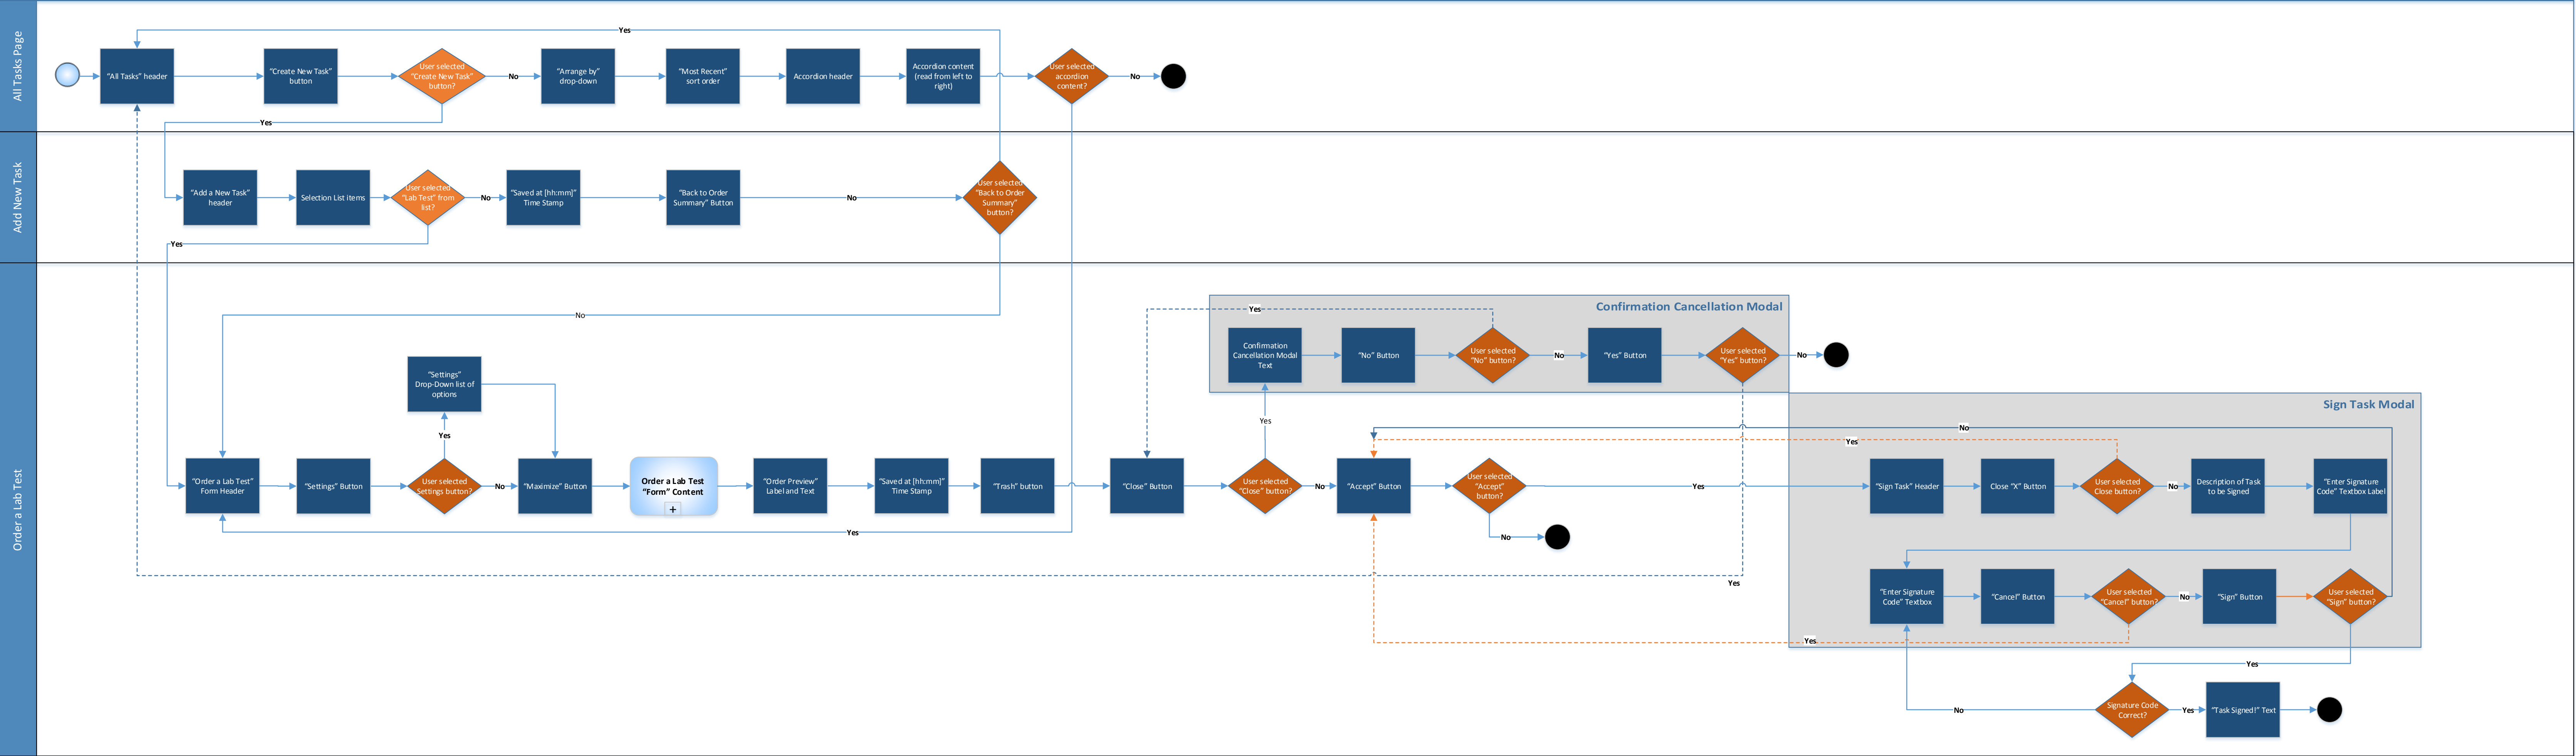 All Tasks Page
Yes
“All Tasks” header
“Create New Task”
button
User selected
“Create New Task”
button?
No
“Arrange by”
drop-down
“Most Recent”
sort order
Accordion header
Accordion content
(read from left to
right)
User selected
accordion
content?
No
Yes
Add New Task
“Add a New Task”
header
Selection List items
User selected
“Lab Test” from
list?
No
“Saved at [hh:mm]”
Time Stamp
“Back to Order
Summary” Button
No
User selected
“Back to Order
Summary”
button?
Yes
Order a Lab Test
No
Confirmation Cancellation Modal
Yes
Confirmation
Cancellation Modal
Text
“No” Button
User selected
“No” button?
No
“Yes” Button
User selected
“Yes” button?
No
“Settings”
Drop-Down list of
options
Yes
Yes
Sign Task Modal
No
Yes
“Order a Lab Test”
Form Header
“Settings” Button
User selected
Settings button?
No
“Maximize” Button
Order a Lab Test
“Form” Content
+
“Order Preview”
Label and Text
“Saved at [hh:mm]”
Time Stamp
“Trash” button
“Close” Button
User selected
“Close” button?
No
“Accept” Button
User selected
“Accept”
button?
Yes
“Sign Task” Header
Close “X” Button
User selected
Close button?
No
Description of Task
to be Signed
“Enter Signature
Code” Textbox Label
Yes
No
Yes
“Enter Signature
Code” Textbox
“Cancel” Button
User selected
“Cancel” button?
No
“Sign” Button
User selected
“Sign” button?
Yes
Yes
No
Signature Code
Correct?
Yes
“Task Signed!” Text